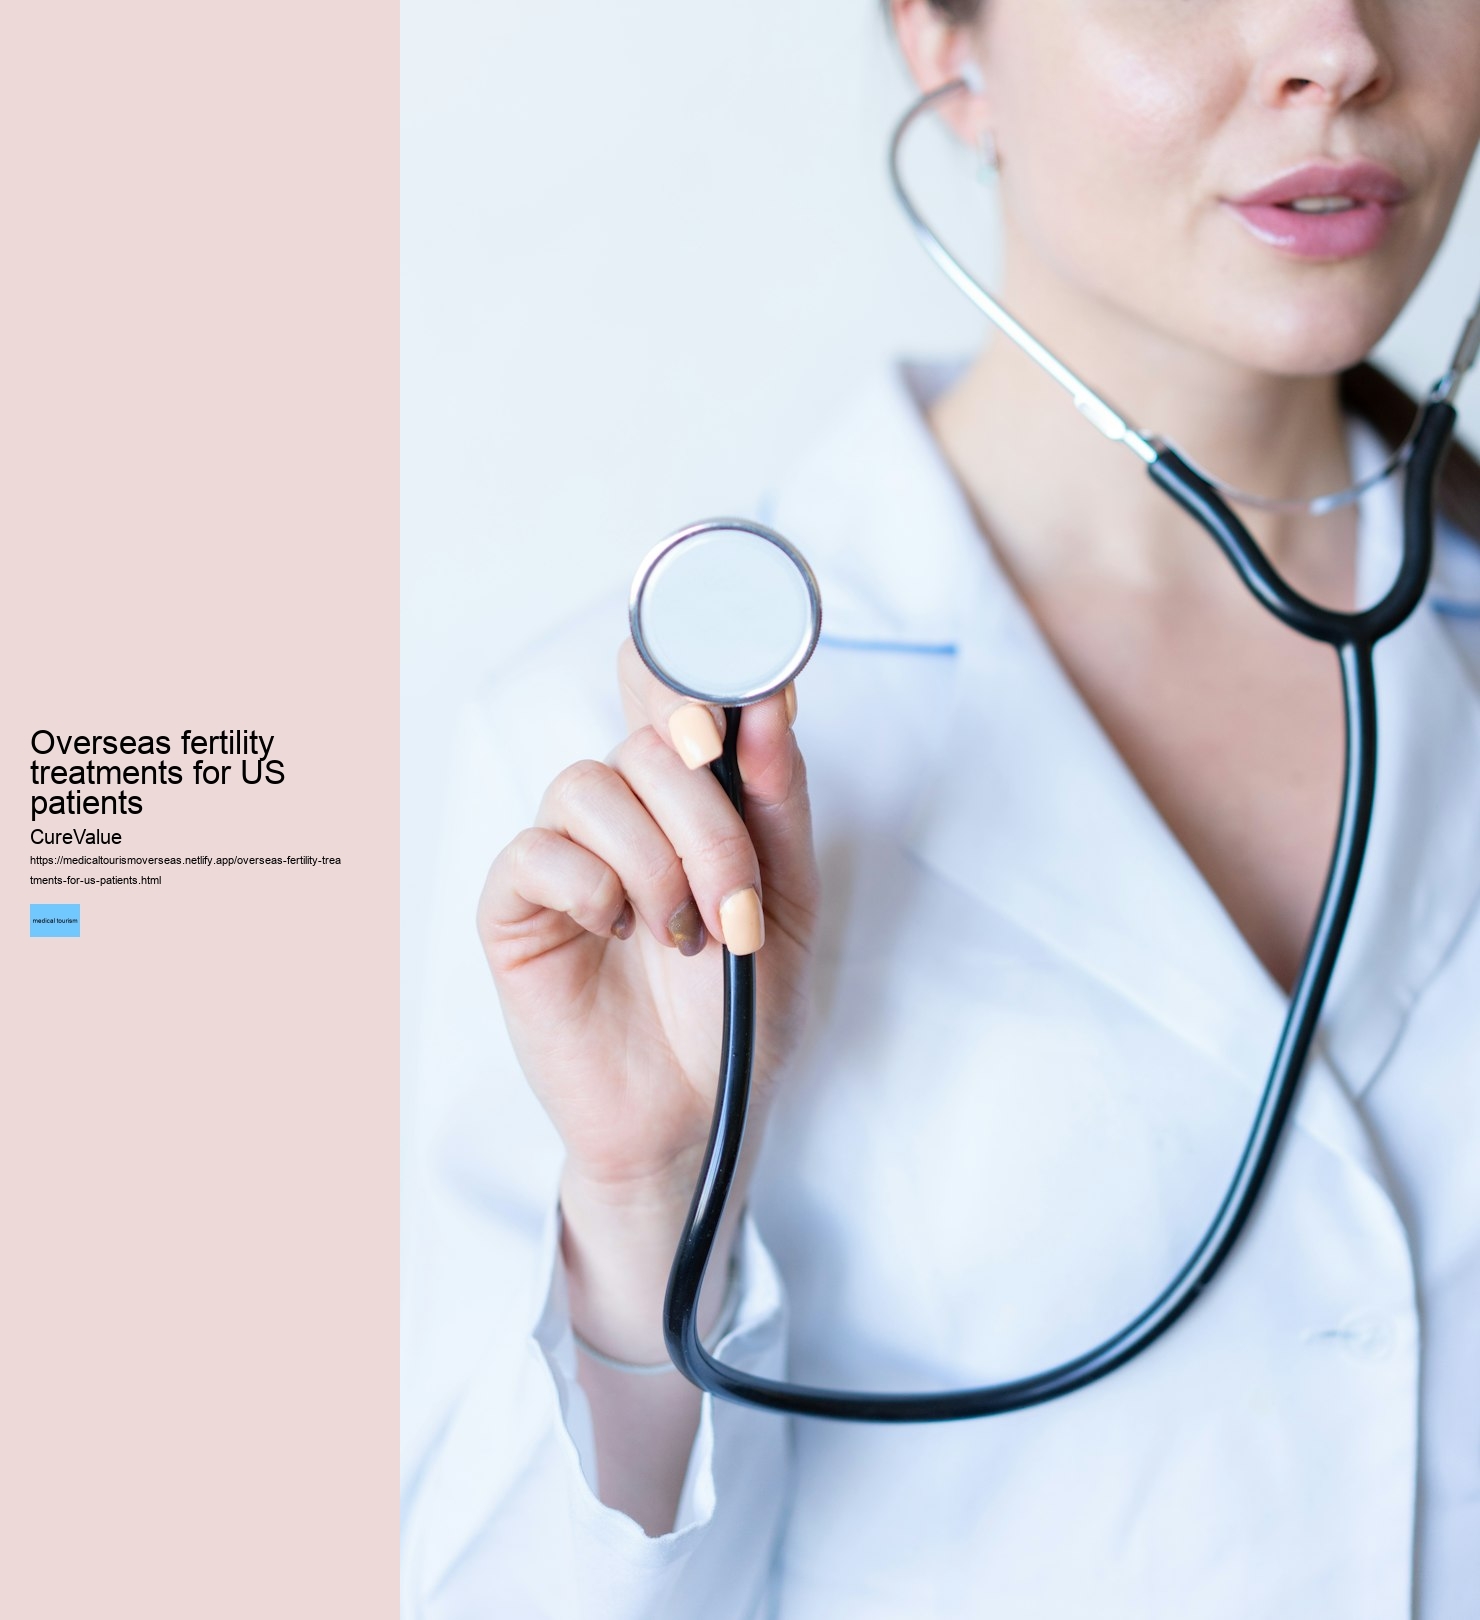 Overseas fertility
treatments for US
patients
CureValue
https://medicaltourismoverseas.netlify.app/overseas-fertility-trea
tments-for-us-patients.html
medical tourism